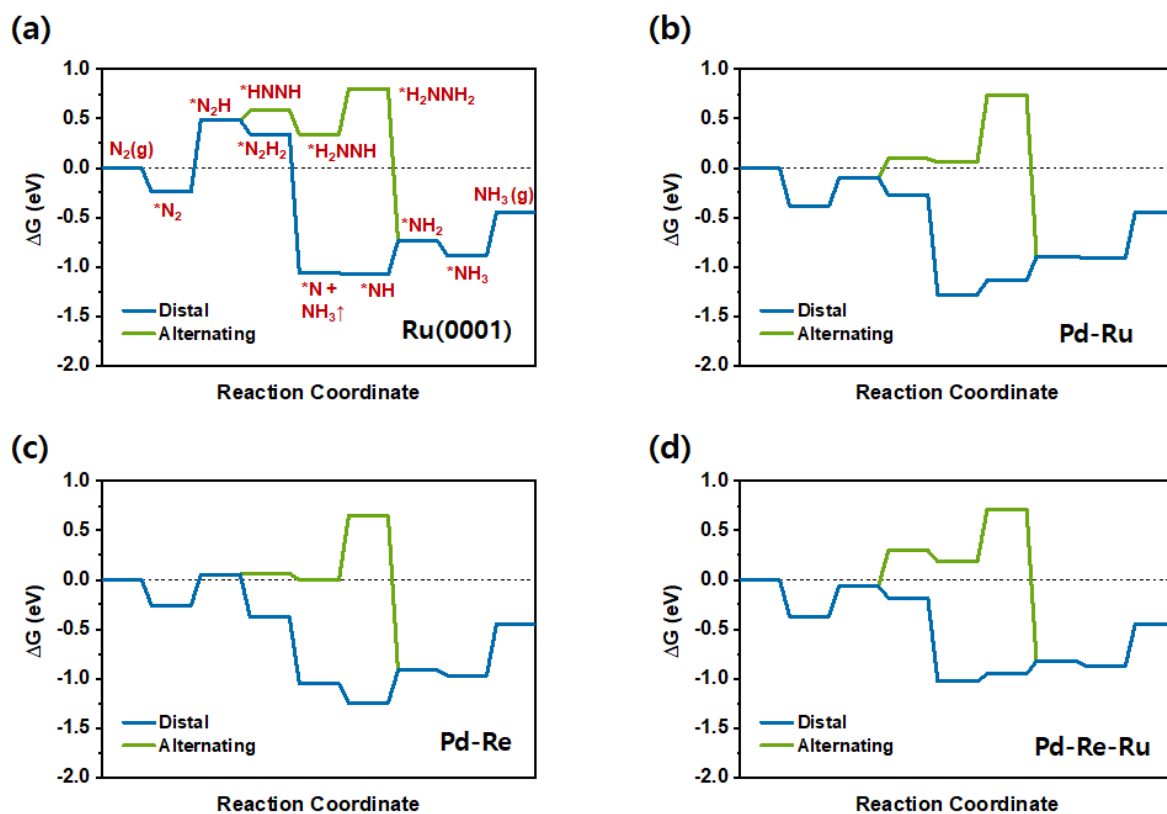 (a)
1.0
0.5
0.0
-0.5
-1.0
-1.5
-2.0
ΔG (eV)
N₂(g)
*N₂
*N₂H
*HNNH
*N₂H₂
*H₂NNH
*H₂NNH₂
*N +
NH₃↑
*NH
*NH₂
*NH₃
NH₃ (g)
Distal
Alternating
Ru(0001)
Reaction Coordinate
(b)
1.0
0.5
0.0
-0.5
-1.0
-1.5
-2.0
ΔG (eV)
Distal
Alternating
Pd-Ru
Reaction Coordinate
(c)
1.0
0.5
0.0
-0.5
-1.0
-1.5
-2.0
ΔG (eV)
Distal
Alternating
Pd-Re
Reaction Coordinate
(d)
1.0
0.5
0.0
-0.5
-1.0
-1.5
-2.0
ΔG (eV)
Distal
Alternating
Pd-Re-Ru
Reaction Coordinate